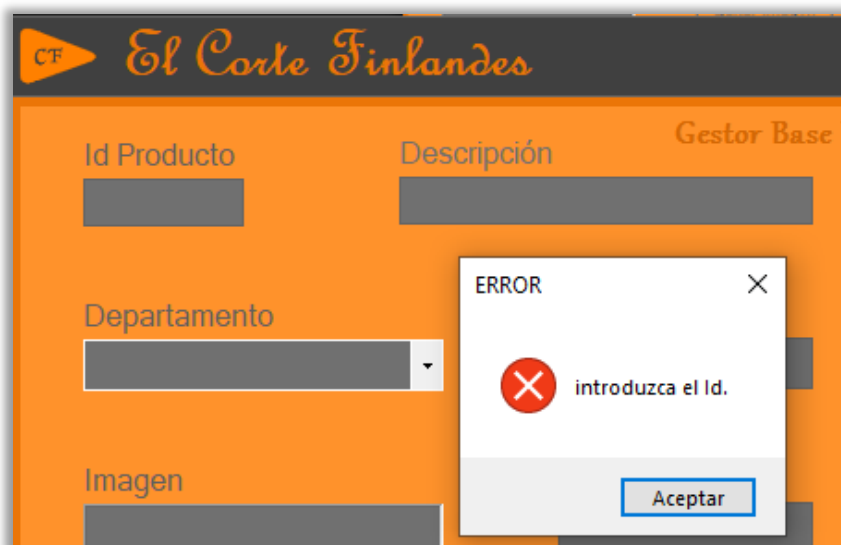 CF El Corte Finlandes
Gestor Base
Id Producto
Descripción
ERROR
Departamento
introduzca el Id.
Imagen
Aceptar